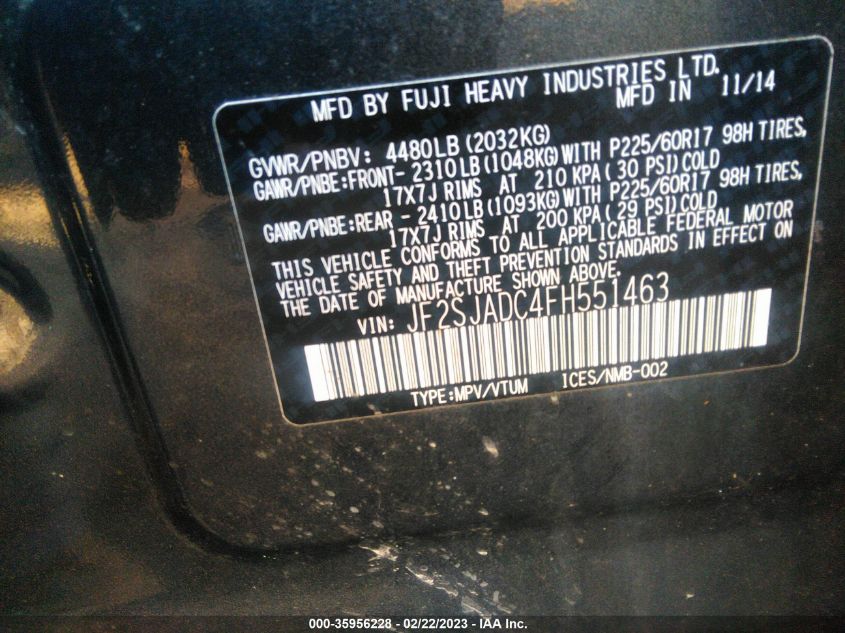 MFD BY FUJI HEAVY INDUSTRIES LTD.
MFD IN 11/14
GVWR/PNBV: 4480LB (2032KG)
GAWR/PNBE:FRONT- 2310LB(1048KG)WITH P225/60R17 98H TIRES,
17X7J RIMS AT 210 KPA( 30 PSI)COLD
GAWR/PNBE:REAR - 2410LB(1093KG)WITH P225/60R17 98H TIRES,
17X7J RIMS AT 200 KPA( 29 PSI)COLD
THIS VEHICLE CONFORMS TO ALL APPLICABLE FEDERAL MOTOR
VEHICLE SAFETY AND THEFT PREVENTION STANDARDS IN EFFECT ON
THE DATE OF MANUFACTURE SHOWN ABOVE.
VIN: JF2SJADC4FH551463
TYPE:MPV/VTUM ICES/NMB-002
000-35956228 - 02/22/2023 - IAA Inc.